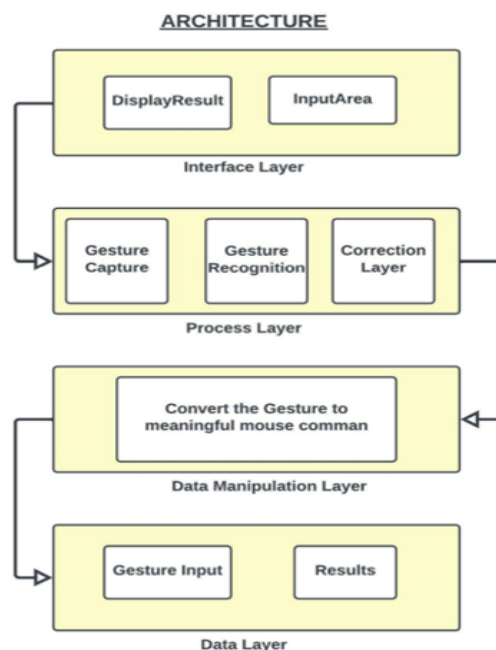 ARCHITECTURE
DisplayResult
InputArea
Interface Layer
Gesture
Capture
Gesture
Recognition
Correction
Layer
Process Layer
Convert the Gesture to
meaningful mouse comman
Data Manipulation Layer
Gesture Input
Results
Data Layer